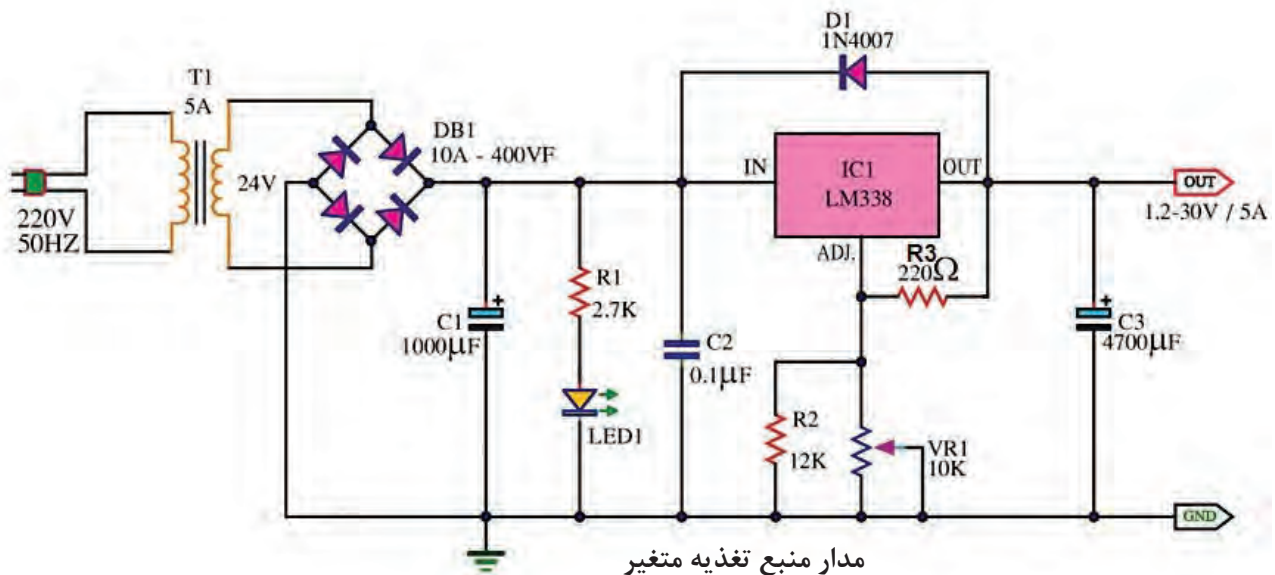 D1
1N4007
T1
5A
DB1
10A - 400VF
24V
220V
50HZ
IN
IC1
LM338
OUT
ADJ.
R3
220Ω
OUT
1.2-30V / 5A
R1
2.7K
C1
1000µF
+
LED1
C2
0.1µF
R2
12K
VR1
10K
+
C3
4700µF
GND
مدار منبع تغذیه متغیر